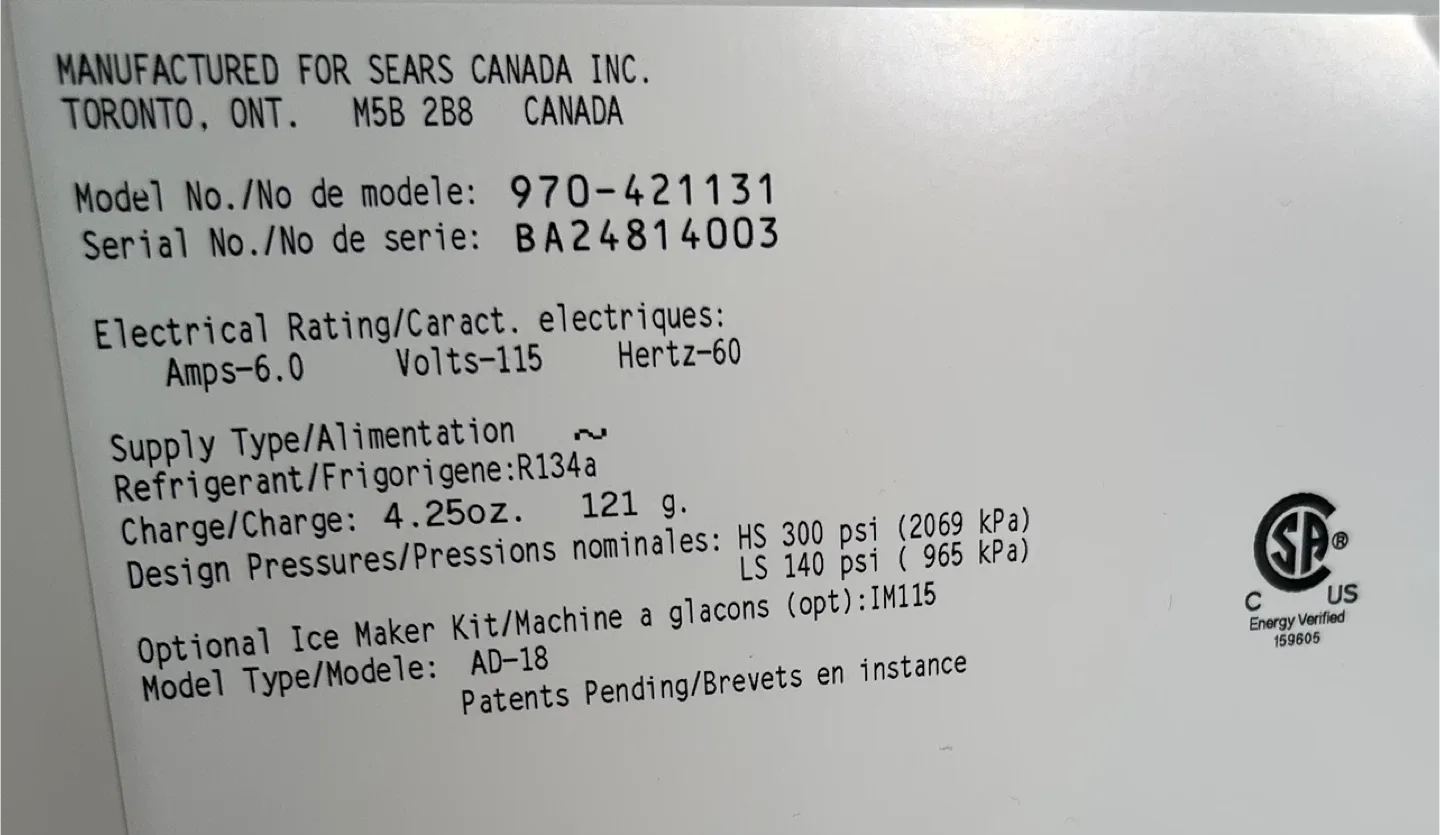 MANUFACTURED FOR SEARS CANADA INC.
TORONTO, ONT. M5B 2B8 CANADA
Model No./No de modele: 970-421131
Serial No./No de serie: BA24814003
Electrical Rating/Caract. electriques:
Amps-6.0 Volts-115 Hertz-60
Supply Type/Alimentation ~
Refrigerant/Frigorigene:R134a
Charge/Charge: 4.25oz. 121 g.
Design Pressures/Pressions nominales: HS 300 psi (2069 kPa)
LS 140 psi ( 965 kPa)
Optional Ice Maker Kit/Machine a glacons (opt):IM115
Model Type/Modele: AD-18
Patents Pending/Brevets en instance
CSA®
C US
Energy Verified
159605